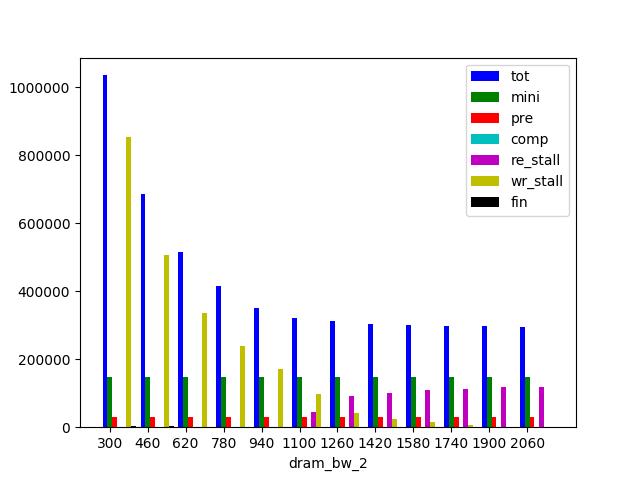 1000000
800000
600000
400000
200000
0
300 460 620 780 940 1100 1260 1420 1580 1740 1900 2060
dram_bw_2
tot
mini
pre
comp
re_stall
wr_stall
fin